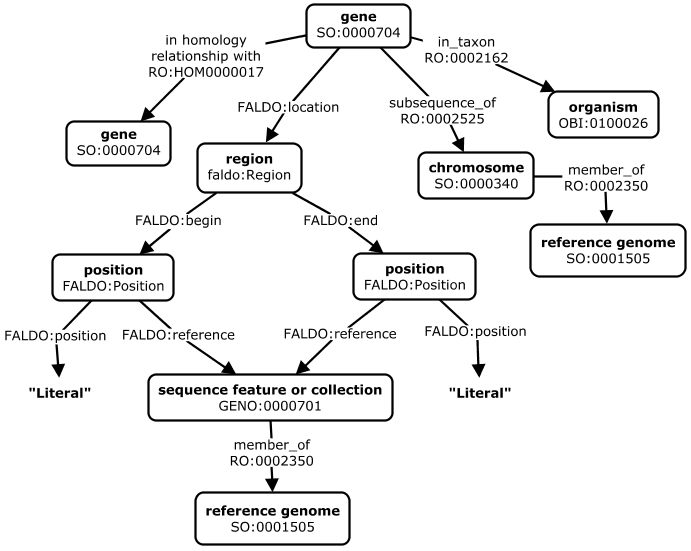 gene
SO:0000704
in homology
relationship with
RO:HOM0000017
in_taxon
RO:0002162
FALDO:location
subsequence_of
RO:0002525
organism
OBI:0100026
gene
SO:0000704
region
faldo:Region
chromosome
SO:0000340
member_of
RO:0002350
FALDO:begin
FALDO:end
reference genome
SO:0001505
position
FALDO:Position
position
FALDO:Position
FALDO:position
FALDO:reference
FALDO:reference
FALDO:position
"Literal"
sequence feature or collection
GENO:0000701
"Literal"
member_of
RO:0002350
reference genome
SO:0001505